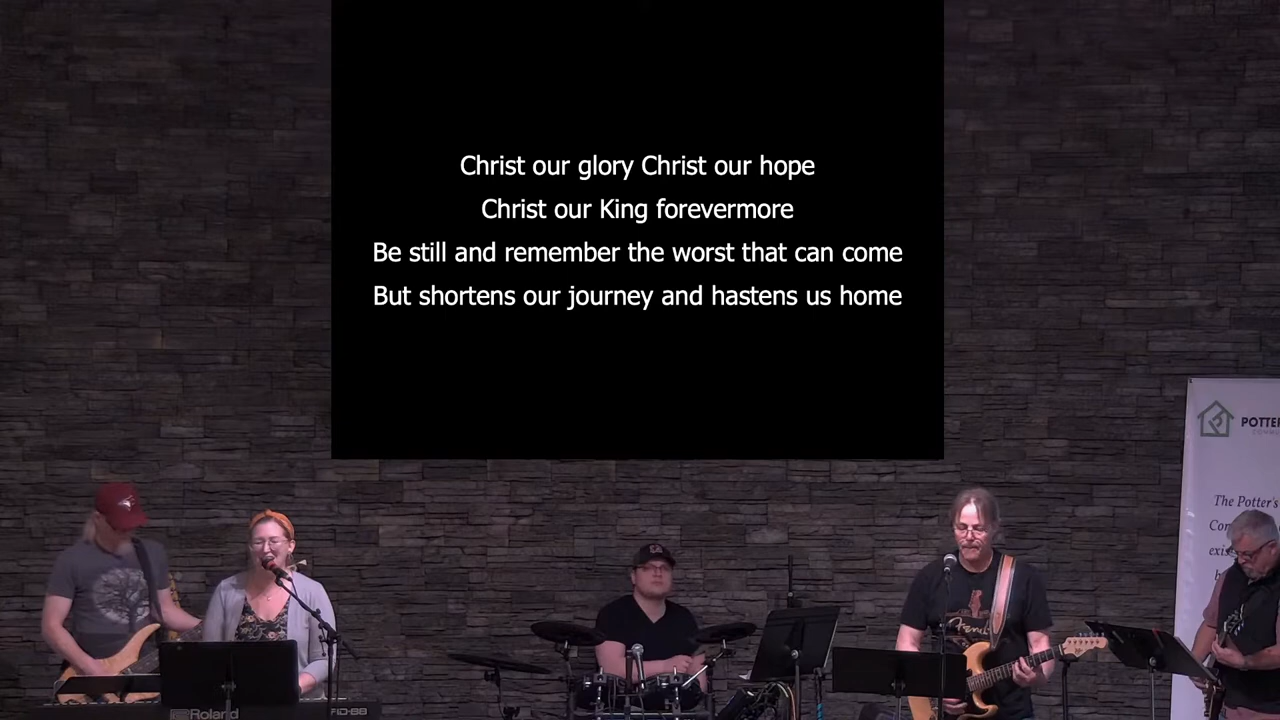 Christ our glory Christ our hope
Christ our King forevermore
Be still and remember the worst that can come
But shortens our journey and hastens us home
The Potter's
Fender
Roland